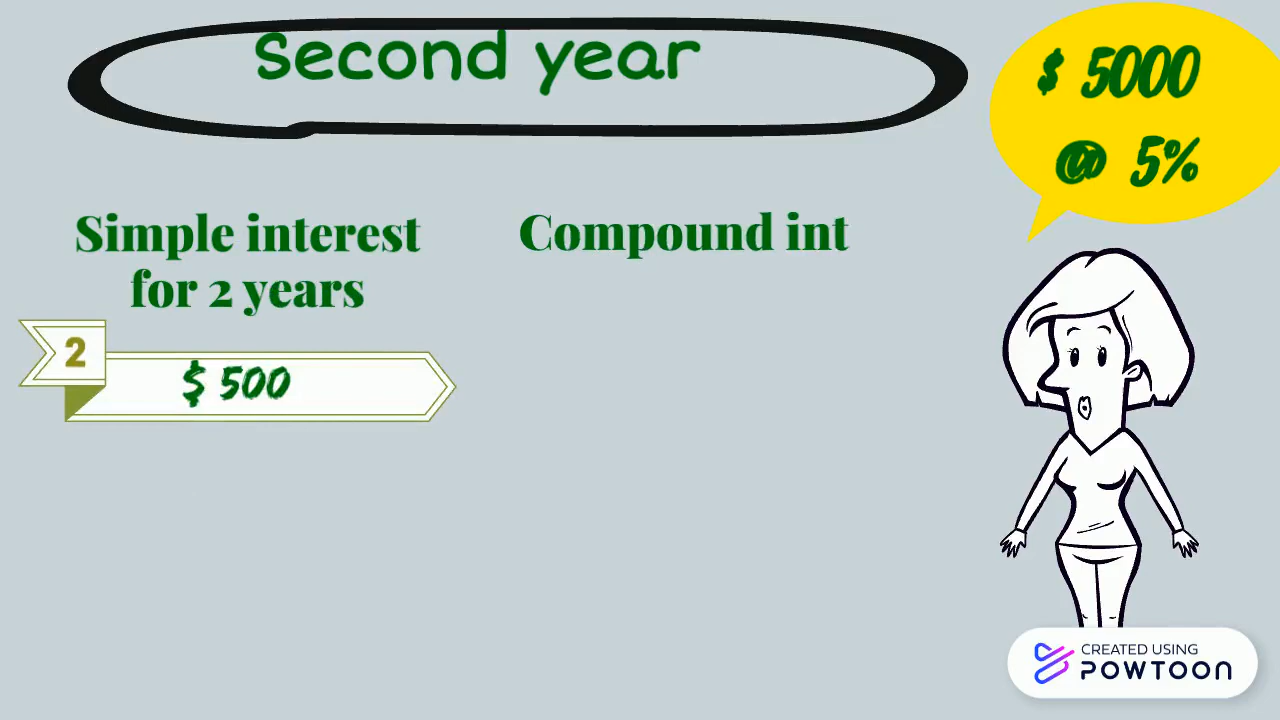 Second year
$ 5000
@ 5%
Simple interest
for 2 years
Compound int
2
$ 500
CREATED USING
POWTOON